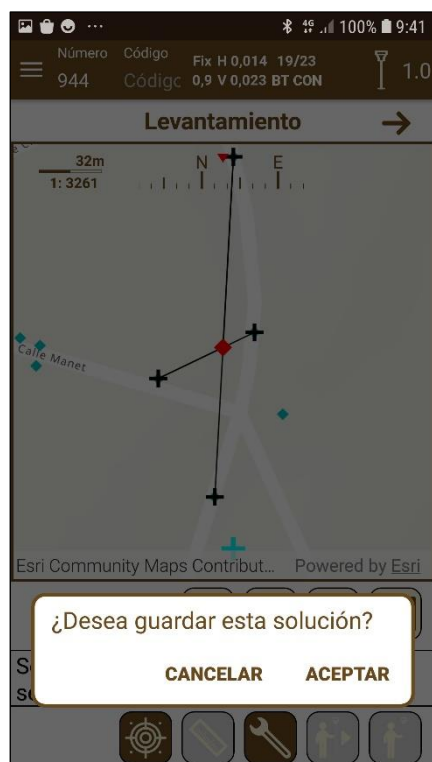 4G 100% 9:41
Número Código Fix H 0,014 19/23
944 Código 0,9 V 0,023 BT CON 1.0
Levantamiento
32m
1: 3261
N E
Calle Manet
Esri Community Maps Contribut... Powered by Esri
¿Desea guardar esta solución?
CANCELAR ACEPTAR